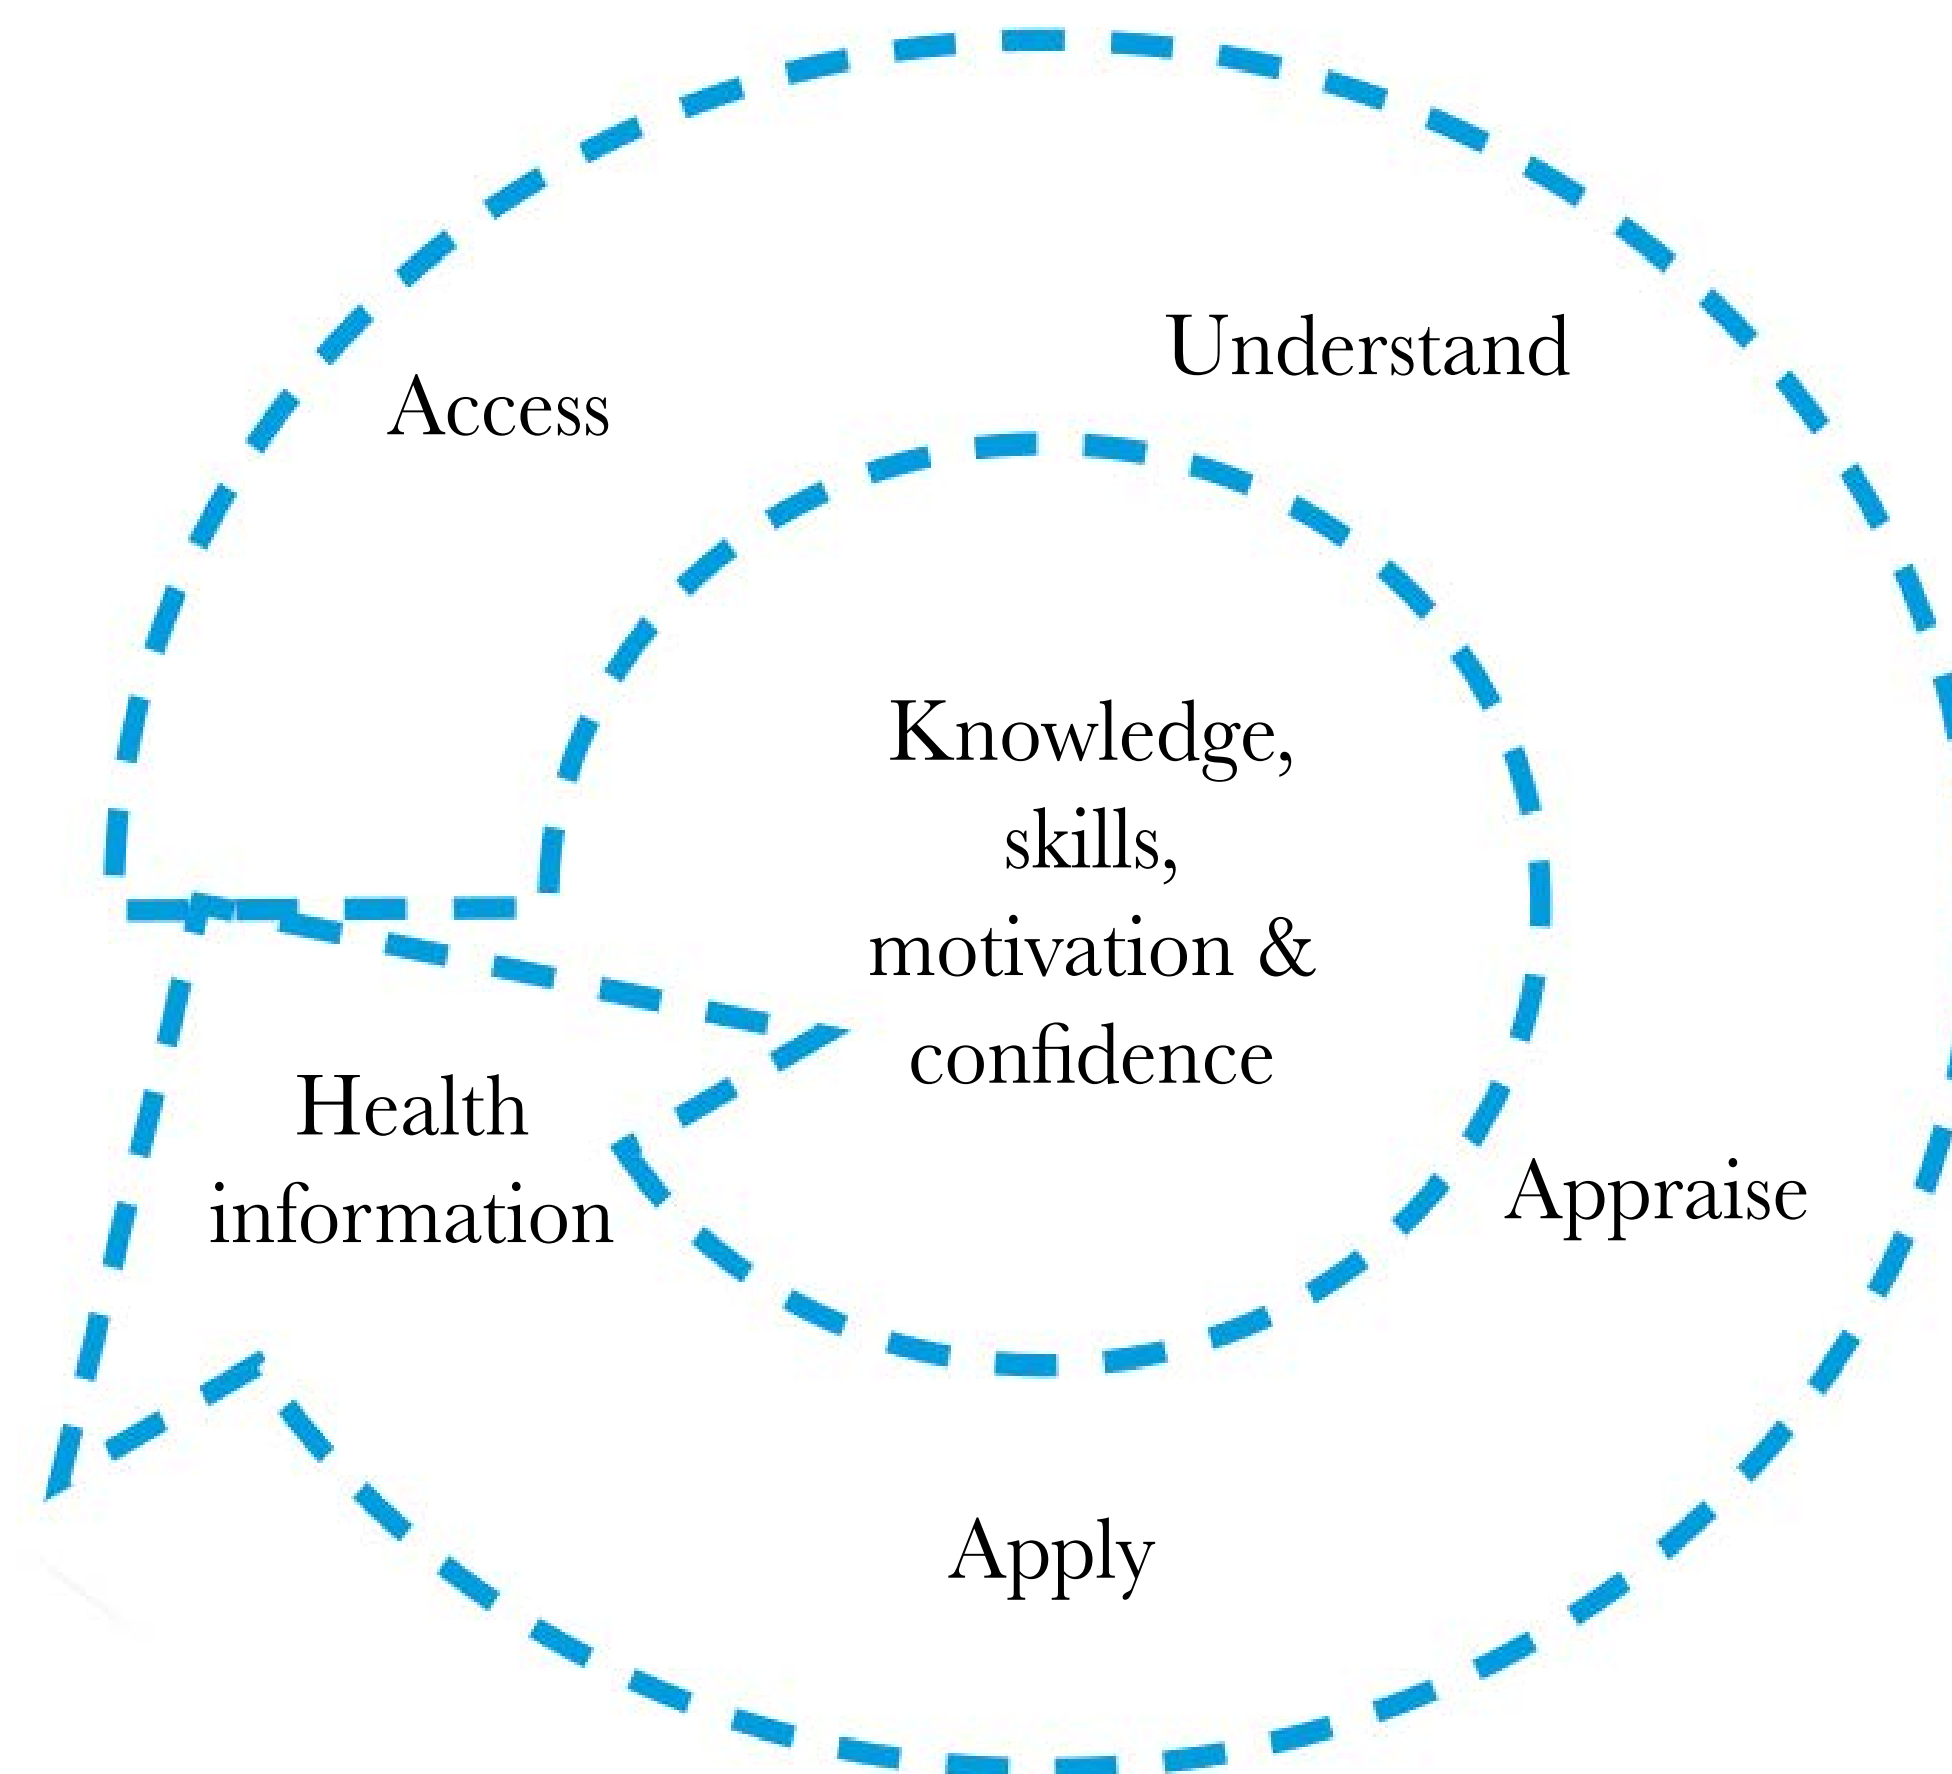 Access
Understand
Knowledge,
skills,
motivation &
confidence
Health
information
Appraise
Apply